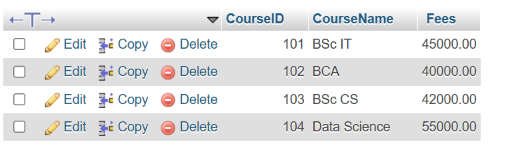 ←T→ CourseID CourseName Fees
Edit Copy Delete 101 BSc IT 45000.00
Edit Copy Delete 102 BCA 40000.00
Edit Copy Delete 103 BSc CS 42000.00
Edit Copy Delete 104 Data Science 55000.00